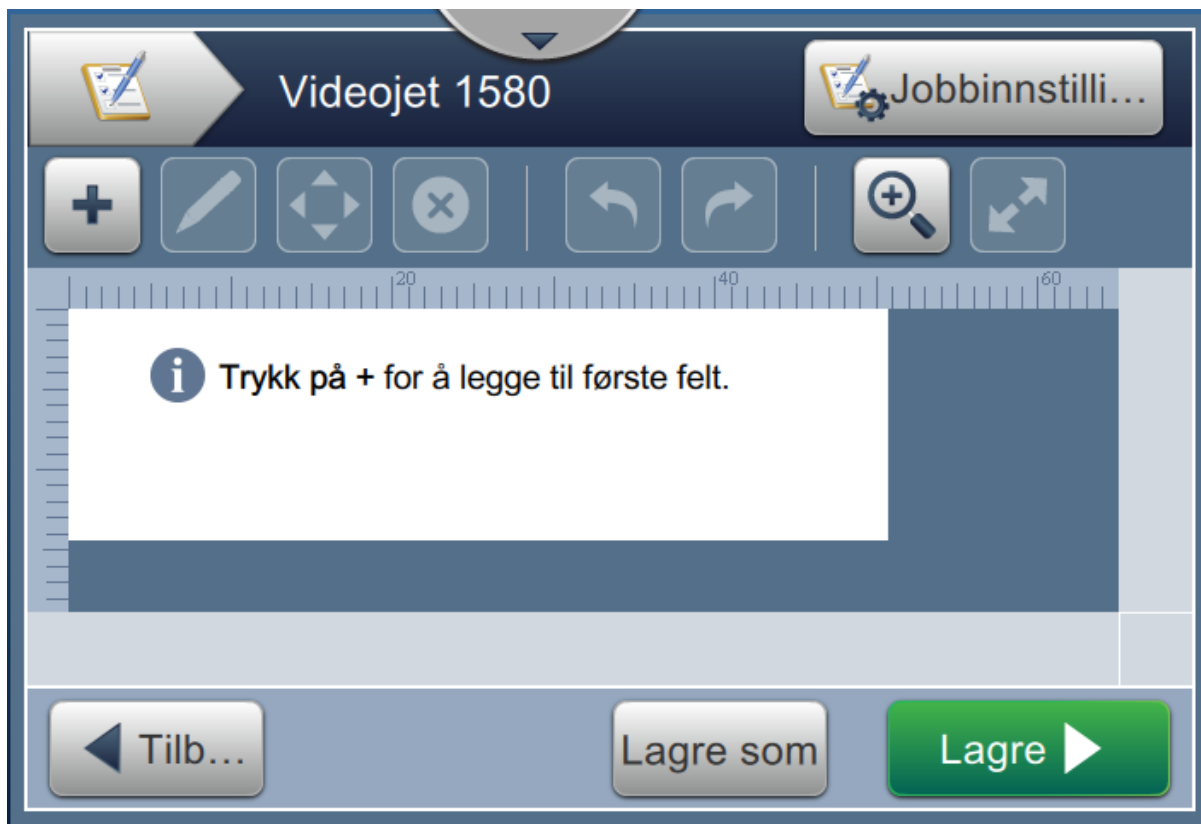 Videojet 1580
Jobbinnstilli...
20 40 60
Trykk på + for å legge til første felt.
Tilb...
Lagre som
Lagre